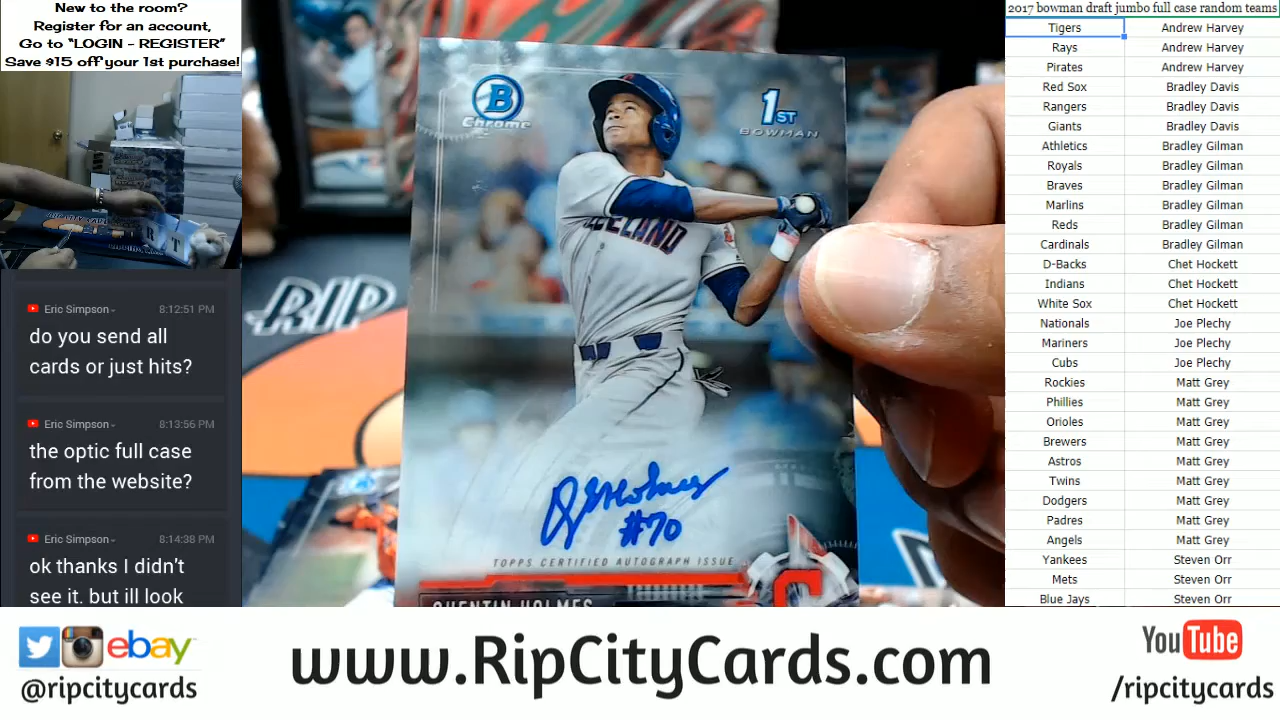 New to the room?
Register for an account,
Go to "LOGIN - REGISTER"
Save $15 off your 1st purchase!
Eric Simpson 8:12:51 PM
do you send all
cards or just hits?
Eric Simpson 8:13:56 PM
the optic full case
from the website?
Eric Simpson 8:14:38 PM
ok thanks I didn't
see it. but ill look
RIP
B
Chrome
1ST
BOWMAN
CLEVELAND
#70
TOPPS CERTIFIED AUTOGRAPH ISSUE
QUENTIN HOLMES
C
2017 bowman draft jumbo full case random teams
Tigers Andrew Harvey
Rays Andrew Harvey
Pirates Andrew Harvey
Red Sox Bradley Davis
Rangers Bradley Davis
Giants Bradley Davis
Athletics Bradley Gilman
Royals Bradley Gilman
Braves Bradley Gilman
Marlins Bradley Gilman
Reds Bradley Gilman
Cardinals Bradley Gilman
D-Backs Chet Hockett
Indians Chet Hockett
White Sox Chet Hockett
Nationals Joe Plechy
Mariners Joe Plechy
Cubs Joe Plechy
Rockies Matt Grey
Phillies Matt Grey
Orioles Matt Grey
Brewers Matt Grey
Astros Matt Grey
Twins Matt Grey
Dodgers Matt Grey
Padres Matt Grey
Angels Matt Grey
Yankees Steven Orr
Mets Steven Orr
Blue Jays Steven Orr
ebay
@ripcitycards
www.RipCityCards.com
YouTube
/ripcitycards